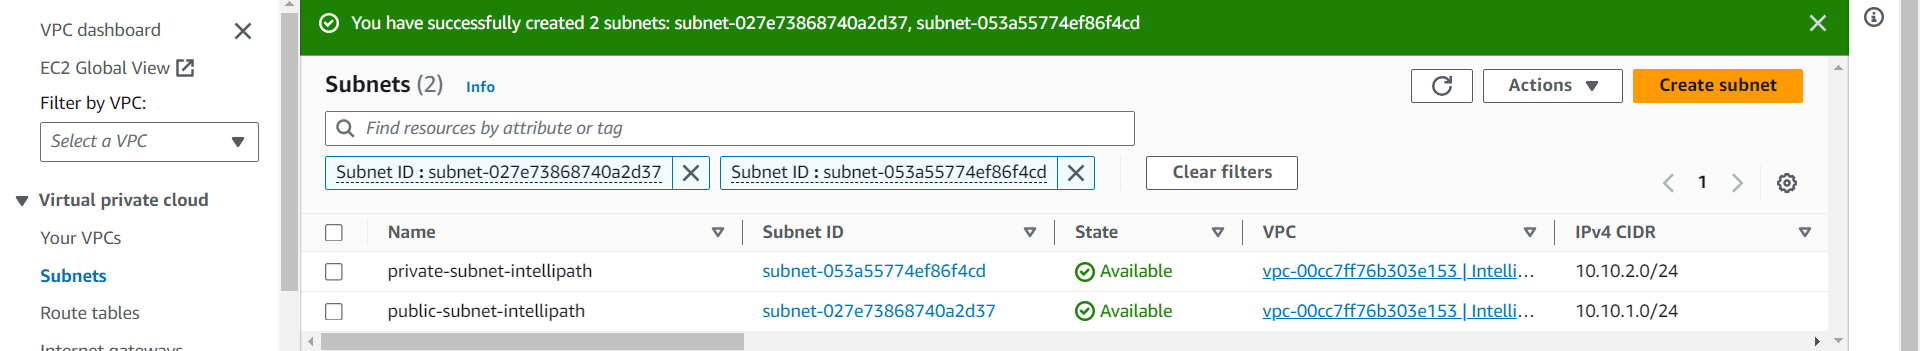 VPC dashboard
EC2 Global View
Filter by VPC:
Select a VPC
Virtual private cloud
Your VPCs
Subnets
Route tables
Internet gateways
You have successfully created 2 subnets: subnet-027e73868740a2d37, subnet-053a55774ef86f4cd
Subnets (2) Info
Actions
Create subnet
Find resources by attribute or tag
Subnet ID : subnet-027e73868740a2d37
Subnet ID : subnet-053a55774ef86f4cd
Clear filters
1
Name Subnet ID State VPC IPv4 CIDR
private-subnet-intellipath subnet-053a55774ef86f4cd Available vpc-00cc7ff76b303e153 | Intelli... 10.10.2.0/24
public-subnet-intellipath subnet-027e73868740a2d37 Available vpc-00cc7ff76b303e153 | Intelli... 10.10.1.0/24